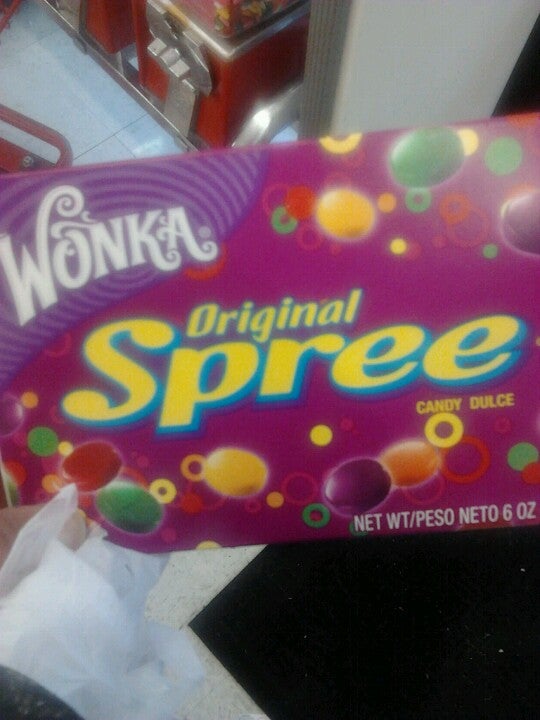 WONKA®
Original
Spree
CANDY DULCE
NET WT/PESO NETO 6 OZ